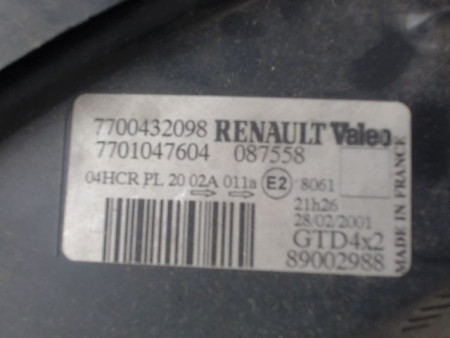 7700432098 RENAULT Valeo
7701047604 087558
04HCR PL 20 02A 011a E2 8061
21h26
28/02/2001
GTD4x2
89002988
MADE IN FRANCE